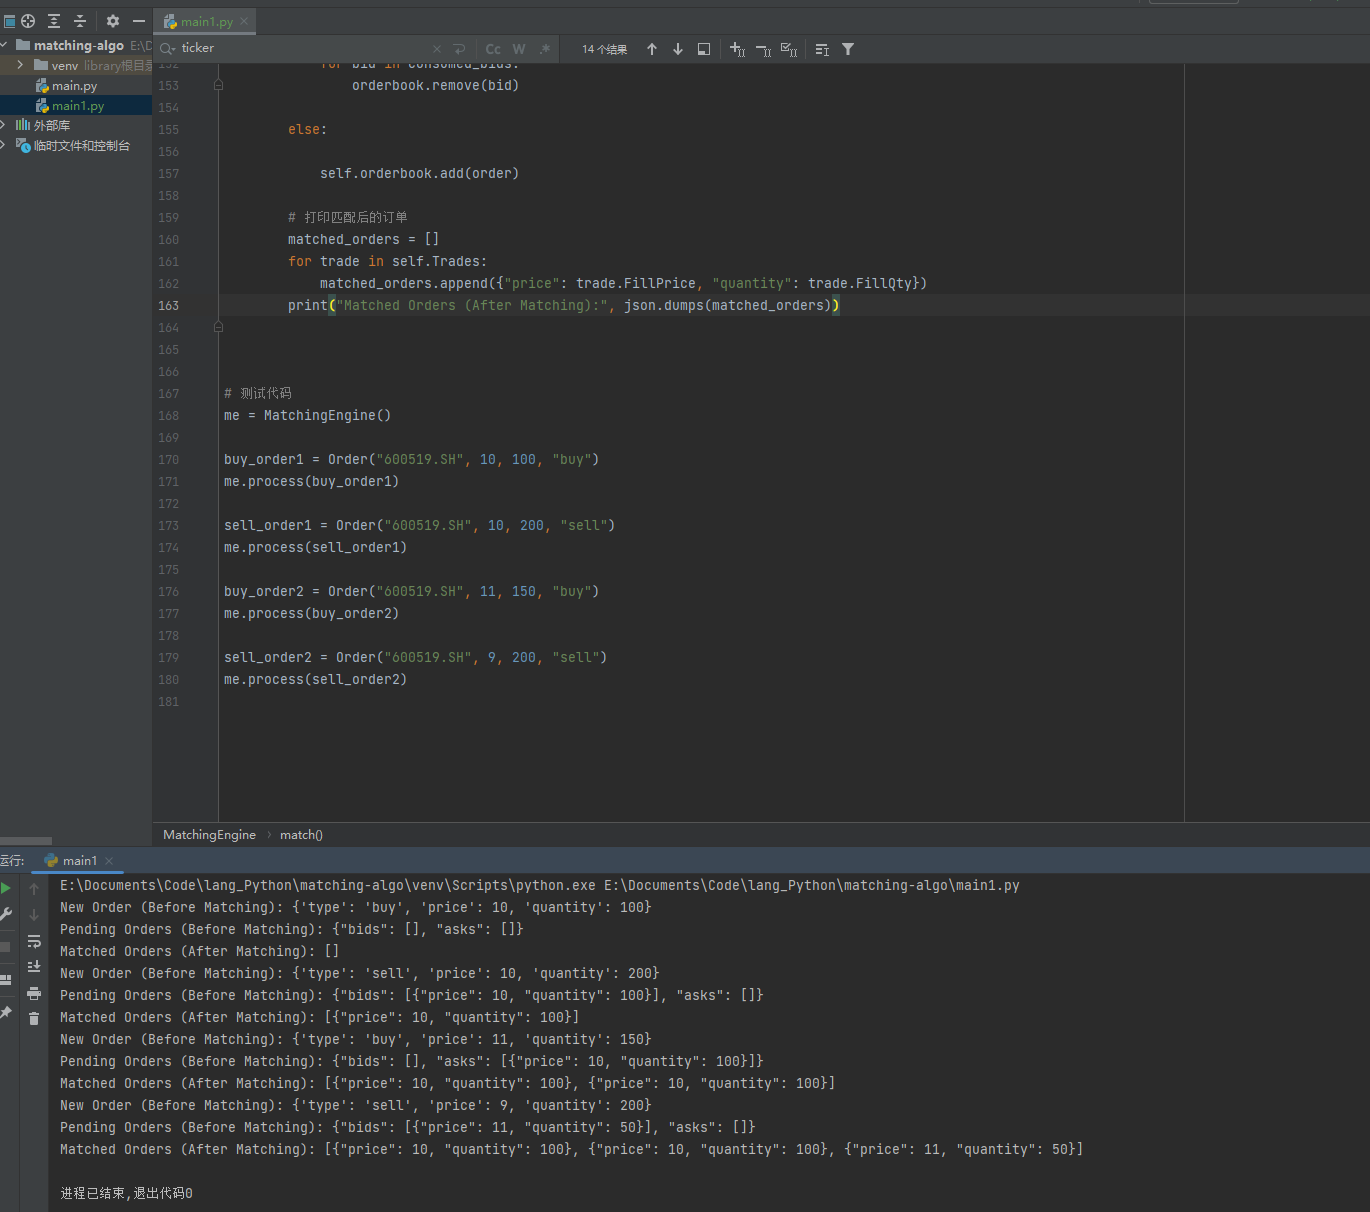 main1.py
matching-algo E:\D
ticker
Cc W .*
14 个结果
venv library根目录
main.py
main1.py
外部库
临时文件和控制台
152 for bid in consumed_bids:
153 orderbook.remove(bid)
154
155 else:
156
157 self.orderbook.add(order)
158
159 # 打印匹配后的订单
160 matched_orders = []
161 for trade in self.Trades:
162 matched_orders.append({"price": trade.FillPrice, "quantity": trade.FillQty})
163 print("Matched Orders (After Matching):", json.dumps(matched_orders))
164
165
166
167 # 测试代码
168 me = MatchingEngine()
169
170 buy_order1 = Order("600519.SH", 10, 100, "buy")
171 me.process(buy_order1)
172
173 sell_order1 = Order("600519.SH", 10, 200, "sell")
174 me.process(sell_order1)
175
176 buy_order2 = Order("600519.SH", 11, 150, "buy")
177 me.process(buy_order2)
178
179 sell_order2 = Order("600519.SH", 9, 200, "sell")
180 me.process(sell_order2)
181
MatchingEngine › match()
运行: main1
E:\Documents\Code\lang_Python\matching-algo\venv\Scripts\python.exe E:\Documents\Code\lang_Python\matching-algo\main1.py
New Order (Before Matching): {'type': 'buy', 'price': 10, 'quantity': 100}
Pending Orders (Before Matching): {"bids": [], "asks": []}
Matched Orders (After Matching): []
New Order (Before Matching): {'type': 'sell', 'price': 10, 'quantity': 200}
Pending Orders (Before Matching): {"bids": [{"price": 10, "quantity": 100}], "asks": []}
Matched Orders (After Matching): [{"price": 10, "quantity": 100}]
New Order (Before Matching): {'type': 'buy', 'price': 11, 'quantity': 150}
Pending Orders (Before Matching): {"bids": [], "asks": [{"price": 10, "quantity": 100}]}
Matched Orders (After Matching): [{"price": 10, "quantity": 100}, {"price": 10, "quantity": 100}]
New Order (Before Matching): {'type': 'sell', 'price': 9, 'quantity': 200}
Pending Orders (Before Matching): {"bids": [{"price": 11, "quantity": 50}], "asks": []}
Matched Orders (After Matching): [{"price": 10, "quantity": 100}, {"price": 10, "quantity": 100}, {"price": 11, "quantity": 50}]
进程已结束,退出代码0